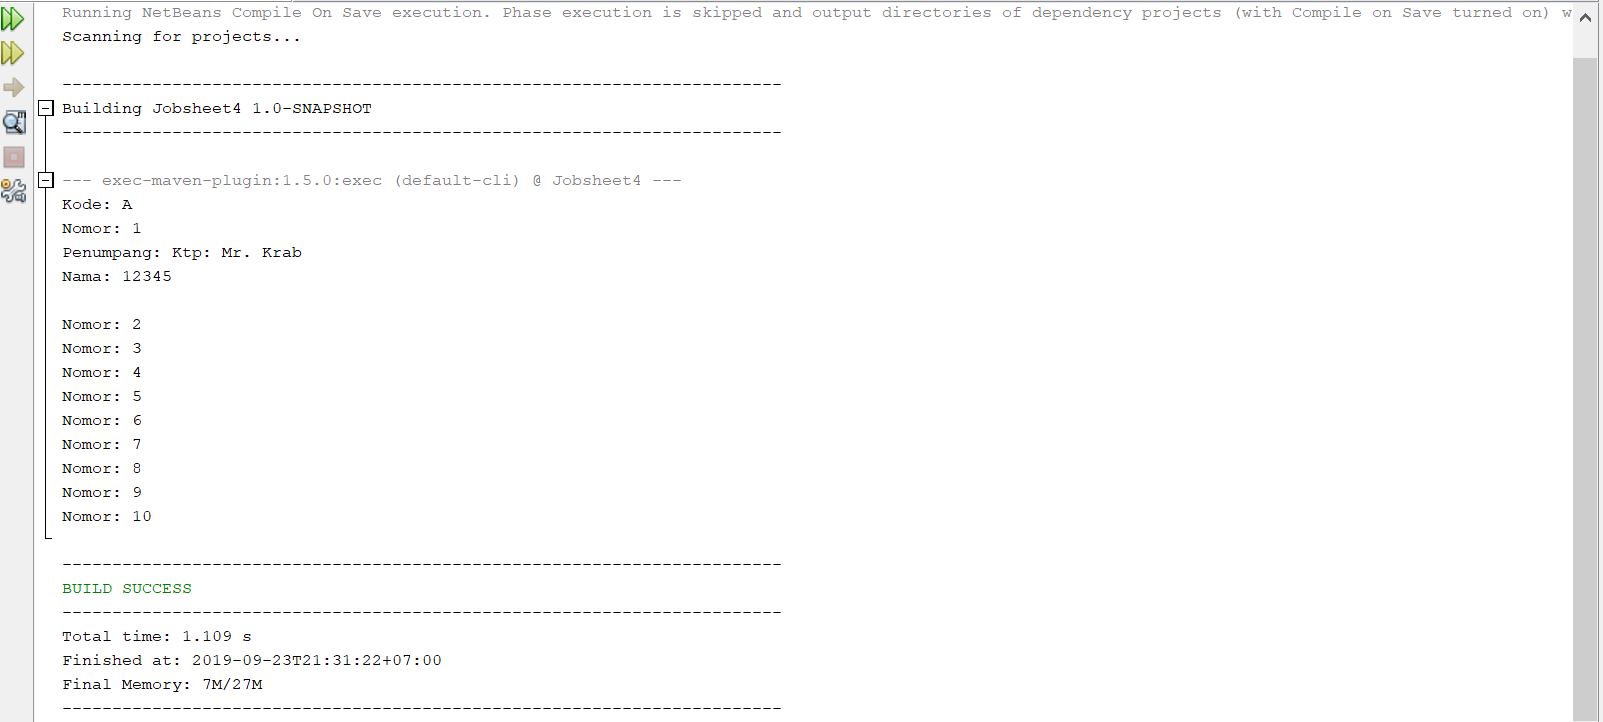 Running NetBeans Compile On Save execution. Phase execution is skipped and output directories of dependency projects (with Compile on Save turned on) w
Scanning for projects...
------------------------------------------------------------------------
Building Jobsheet4 1.0-SNAPSHOT
------------------------------------------------------------------------
--- exec-maven-plugin:1.5.0:exec (default-cli) @ Jobsheet4 ---
Kode: A
Nomor: 1
Penumpang: Ktp: Mr. Krab
Nama: 12345
Nomor: 2
Nomor: 3
Nomor: 4
Nomor: 5
Nomor: 6
Nomor: 7
Nomor: 8
Nomor: 9
Nomor: 10
------------------------------------------------------------------------
BUILD SUCCESS
------------------------------------------------------------------------
Total time: 1.109 s
Finished at: 2019-09-23T21:31:22+07:00
Final Memory: 7M/27M
------------------------------------------------------------------------